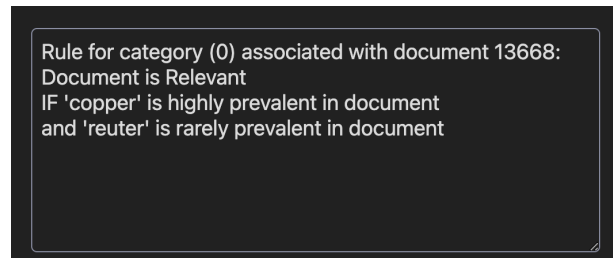 Rule for category (0) associated with document 13668:
Document is Relevant
IF 'copper' is highly prevalent in document
and 'reuter' is rarely prevalent in document